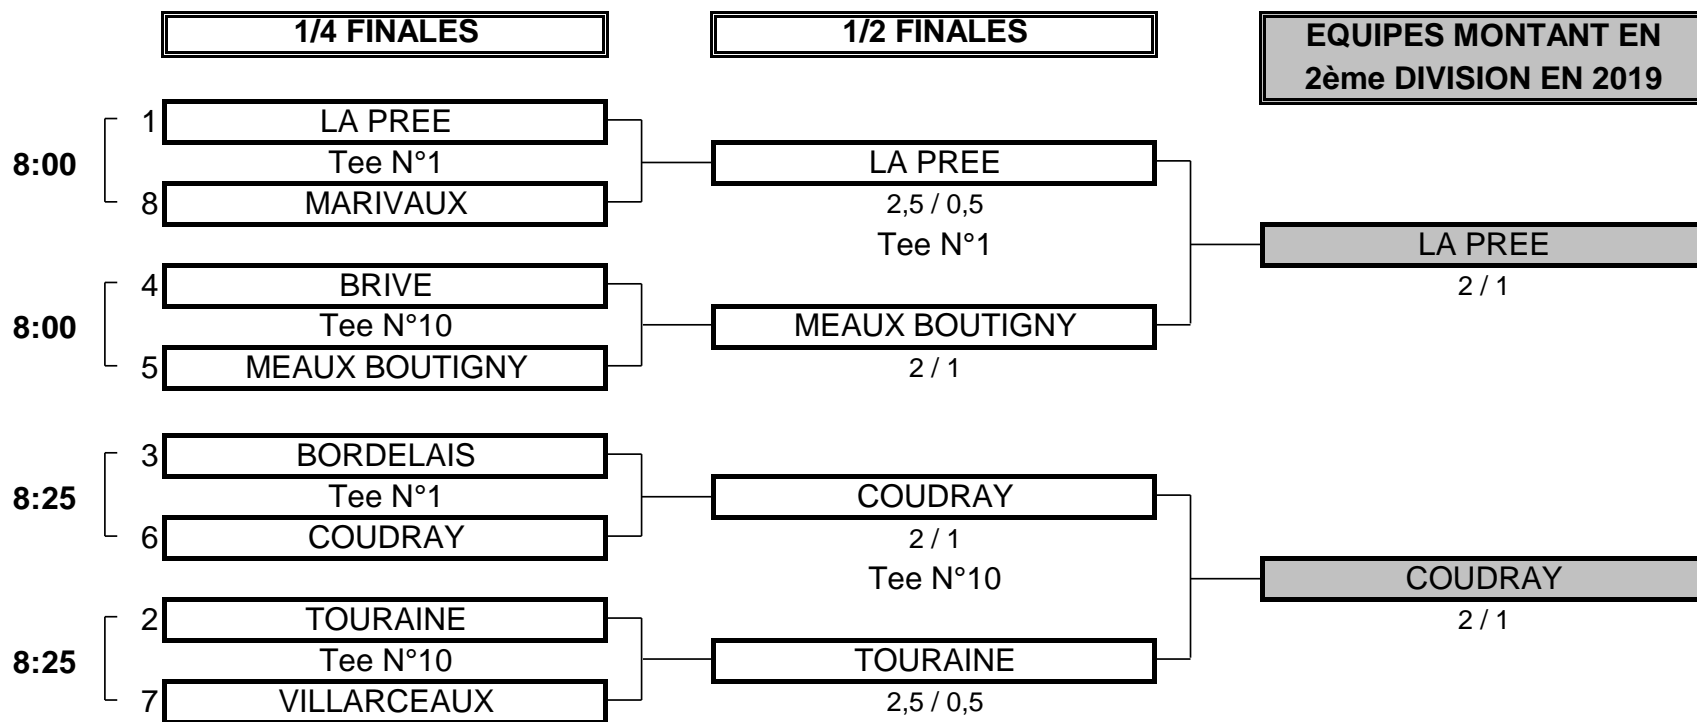 1/4 FINALES
1/2 FINALES
EQUIPES MONTANT EN
2ème DIVISION EN 2019
8:00
1
LA PREE
Tee N°1
8
MARIVAUX
8:00
4
BRIVE
Tee N°10
5
MEAUX BOUTIGNY
8:25
3
BORDELAIS
Tee N°1
6
COUDRAY
8:25
2
TOURAINE
Tee N°10
7
VILLARCEAUX
LA PREE
2,5 / 0,5
Tee N°1
MEAUX BOUTIGNY
2 / 1
COUDRAY
2 / 1
Tee N°10
TOURAINE
2,5 / 0,5
LA PREE
2 / 1
COUDRAY
2 / 1